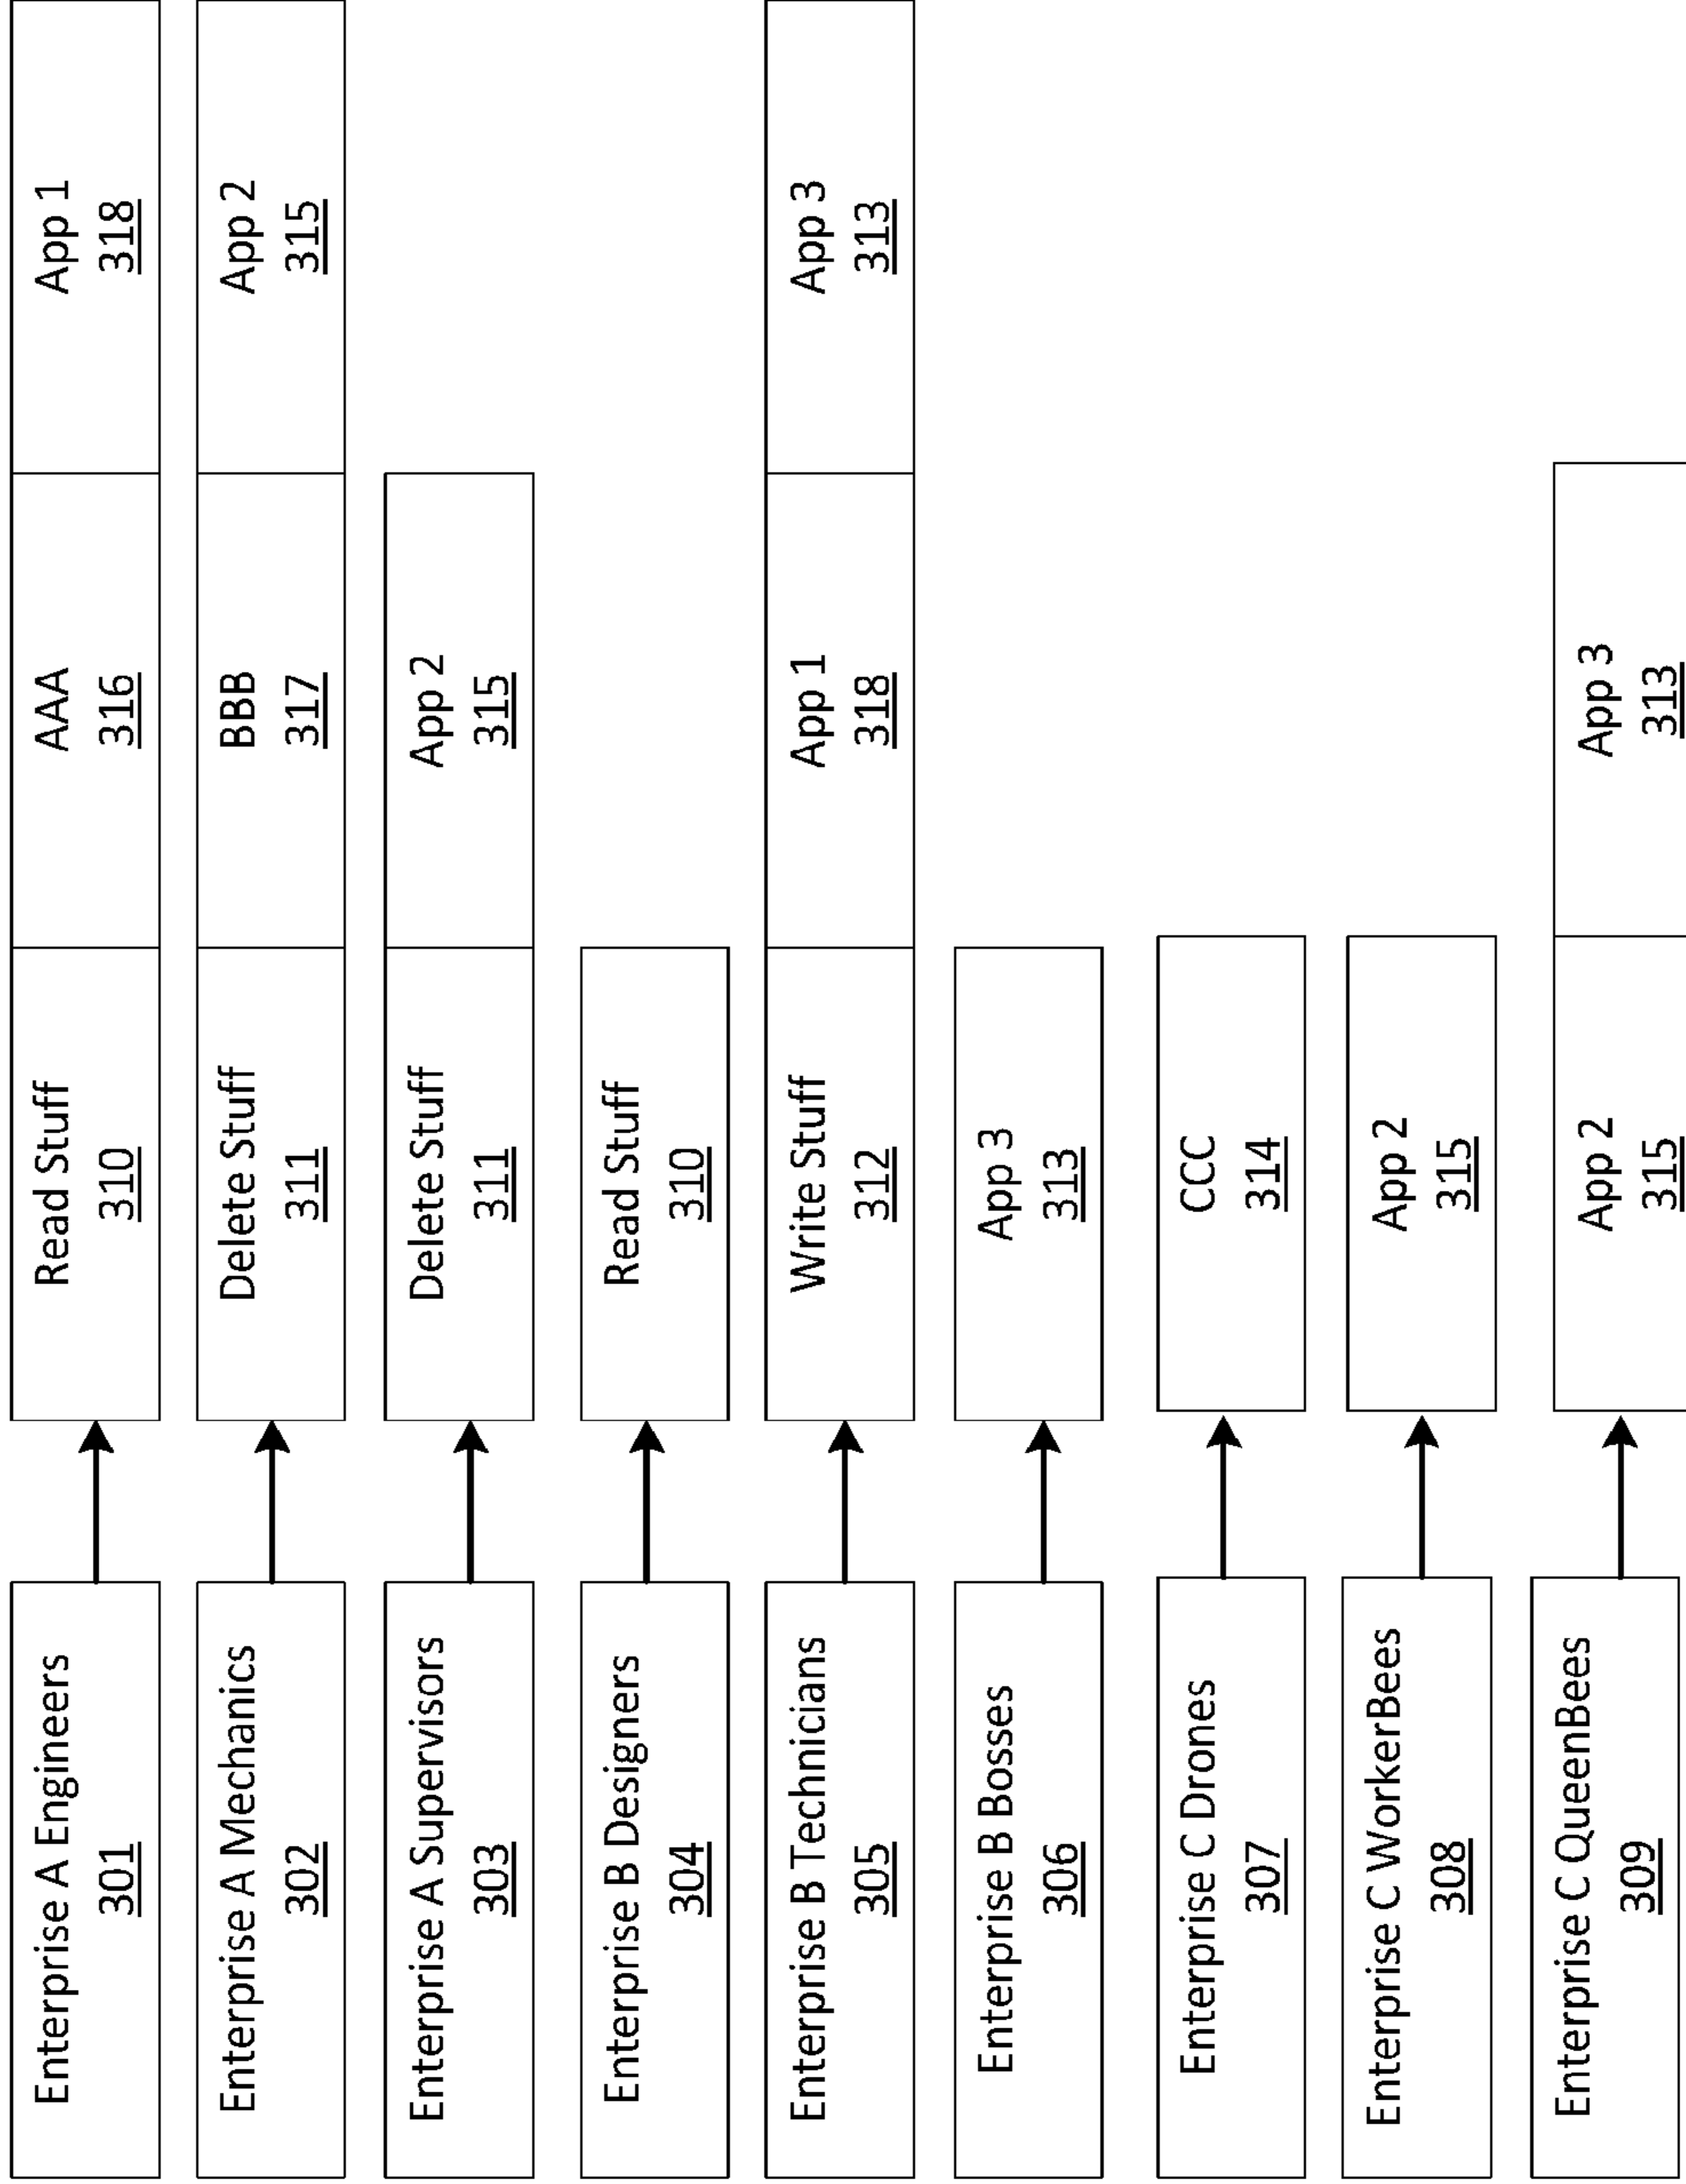 Enterprise A Engineers
301
Read Stuff
310
AAA
316
App 1
318
Enterprise A Mechanics
302
Delete Stuff
311
BBB
317
App 2
315
Enterprise A Supervisors
303
Delete Stuff
311
App 2
315
Enterprise B Designers
304
Read Stuff
310
Enterprise B Technicians
305
Write Stuff
312
App 1
318
App 3
313
Enterprise B Bosses
306
App 3
313
Enterprise C Drones
307
CCC
314
Enterprise C WorkerBees
308
App 2
315
Enterprise C QueenBees
309
App 2
315
App 3
313